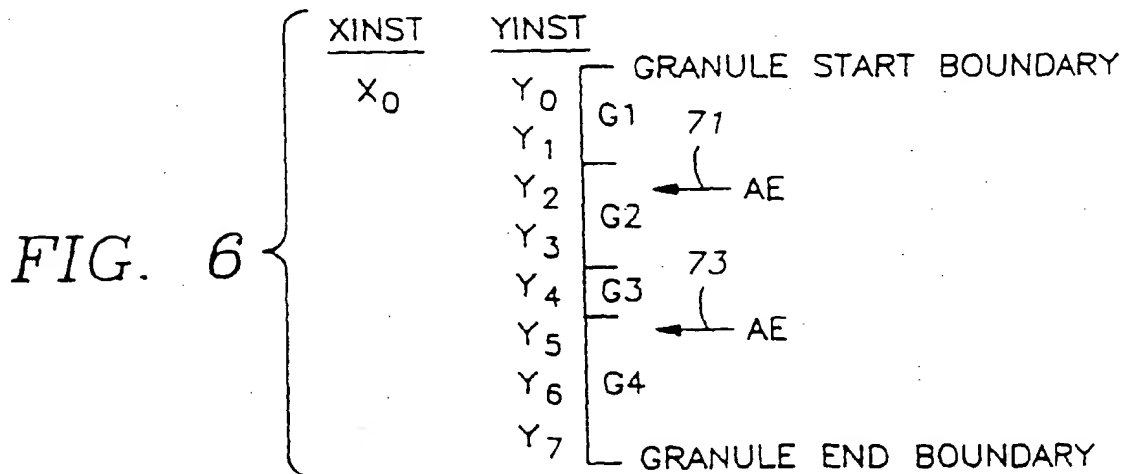 XINST YINST
GRANULE START BOUNDARY
X0 Y0
G1
Y1 71
Y2 AE
G2
Y3
FIG. 6
73
Y4 G3
AE
Y5
Y6 G4
Y7
GRANULE END BOUNDARY